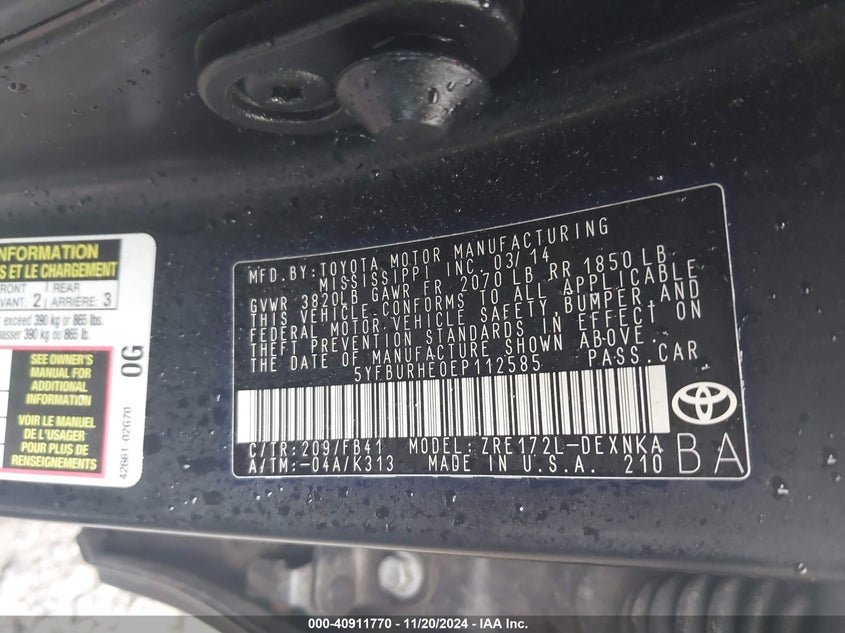 INFORMATION
S ET LE CHARGEMENT
FRONT | REAR
VANT: 2 | ARRIÈRE: 3
exceed 390 kg or 865 lbs.
passer 390 kg ou 865 lb.
SEE OWNER'S
MANUAL FOR
ADDITIONAL
INFORMATION
VOIR LE MANUEL
DE L'USAGER
POUR PLUS DE
RENSEIGNEMENTS
0G
42661-02G70
MFD. BY: TOYOTA MOTOR MANUFACTURING
MISSISSIPPI INC. 03/14
GVWR 3820LB GAWR FR 2070 LB RR 1850 LB
THIS VEHICLE CONFORMS TO ALL APPLICABLE
FEDERAL MOTOR VEHICLE SAFETY, BUMPER, AND
THEFT PREVENTION STANDARDS IN EFFECT ON
THE DATE OF MANUFACTURE SHOWN ABOVE.
5YFBURHE0EP112585 PASS. CAR
C/TR: 209/FB41 MODEL: ZRE172L-DEXNKA
A/TM: -04A/K313 MADE IN U.S.A. 210
BA
000-40911770 - 11/20/2024 - IAA Inc.